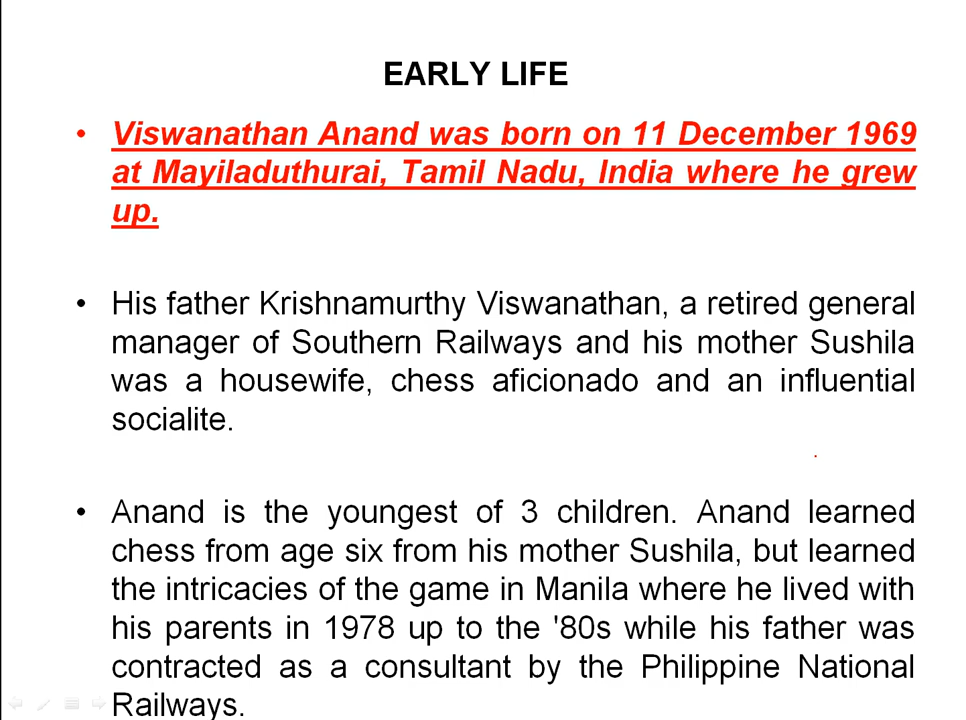 EARLY LIFE
• Viswanathan Anand was born on 11 December 1969
at Mayiladuthurai, Tamil Nadu, India where he grew
up.
• His father Krishnamurthy Viswanathan, a retired general
manager of Southern Railways and his mother Sushila
was a housewife, chess aficionado and an influential
socialite.
• Anand is the youngest of 3 children. Anand learned
chess from age six from his mother Sushila, but learned
the intricacies of the game in Manila where he lived with
his parents in 1978 up to the '80s while his father was
contracted as a consultant by the Philippine National
Railways.